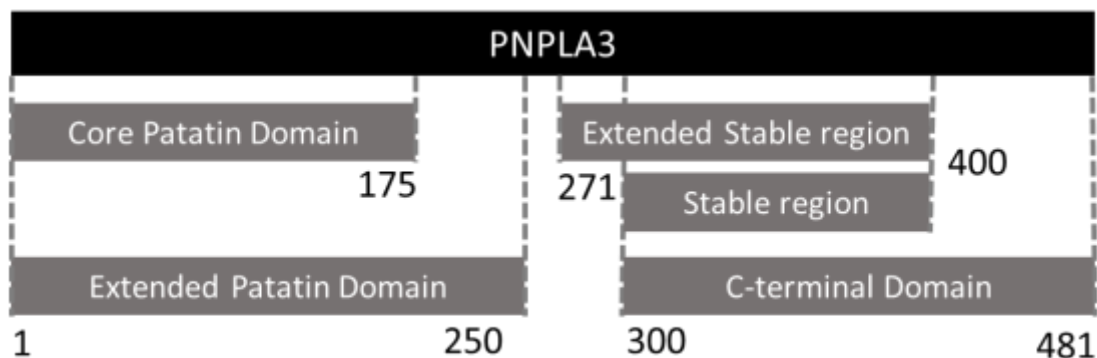 PNPLA3
Core Patatin Domain
Extended Stable region
175
271
400
Stable region
Extended Patatin Domain
C-terminal Domain
1
250
300
481